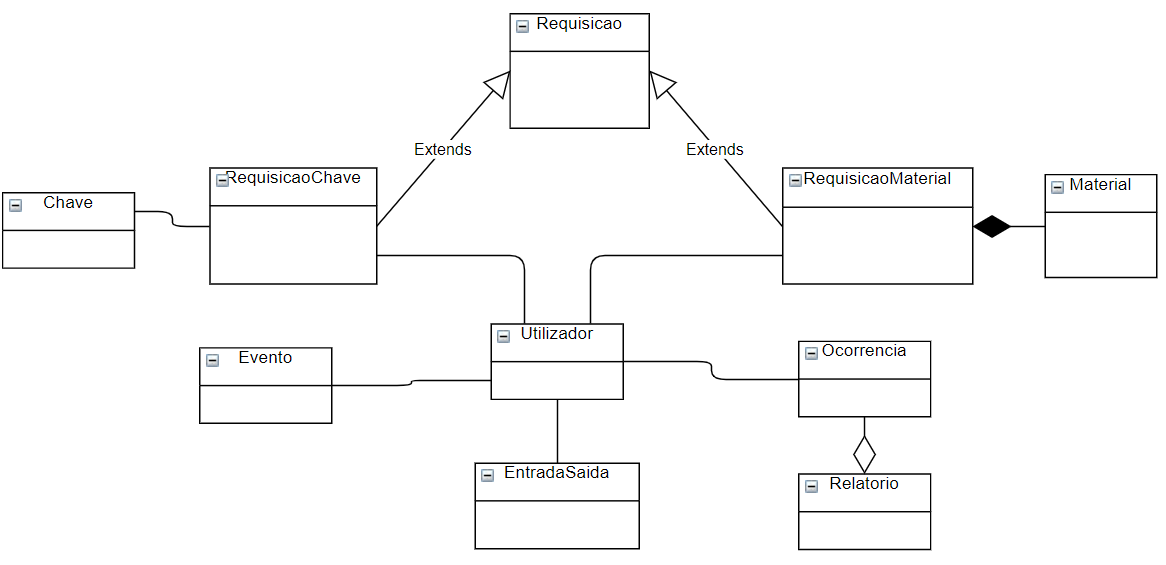 Requisicao
Extends
Extends
RequisicaoChave
RequisicaoMaterial
Material
Chave
Utilizador
Ocorrencia
Evento
EntradaSaida
Relatorio